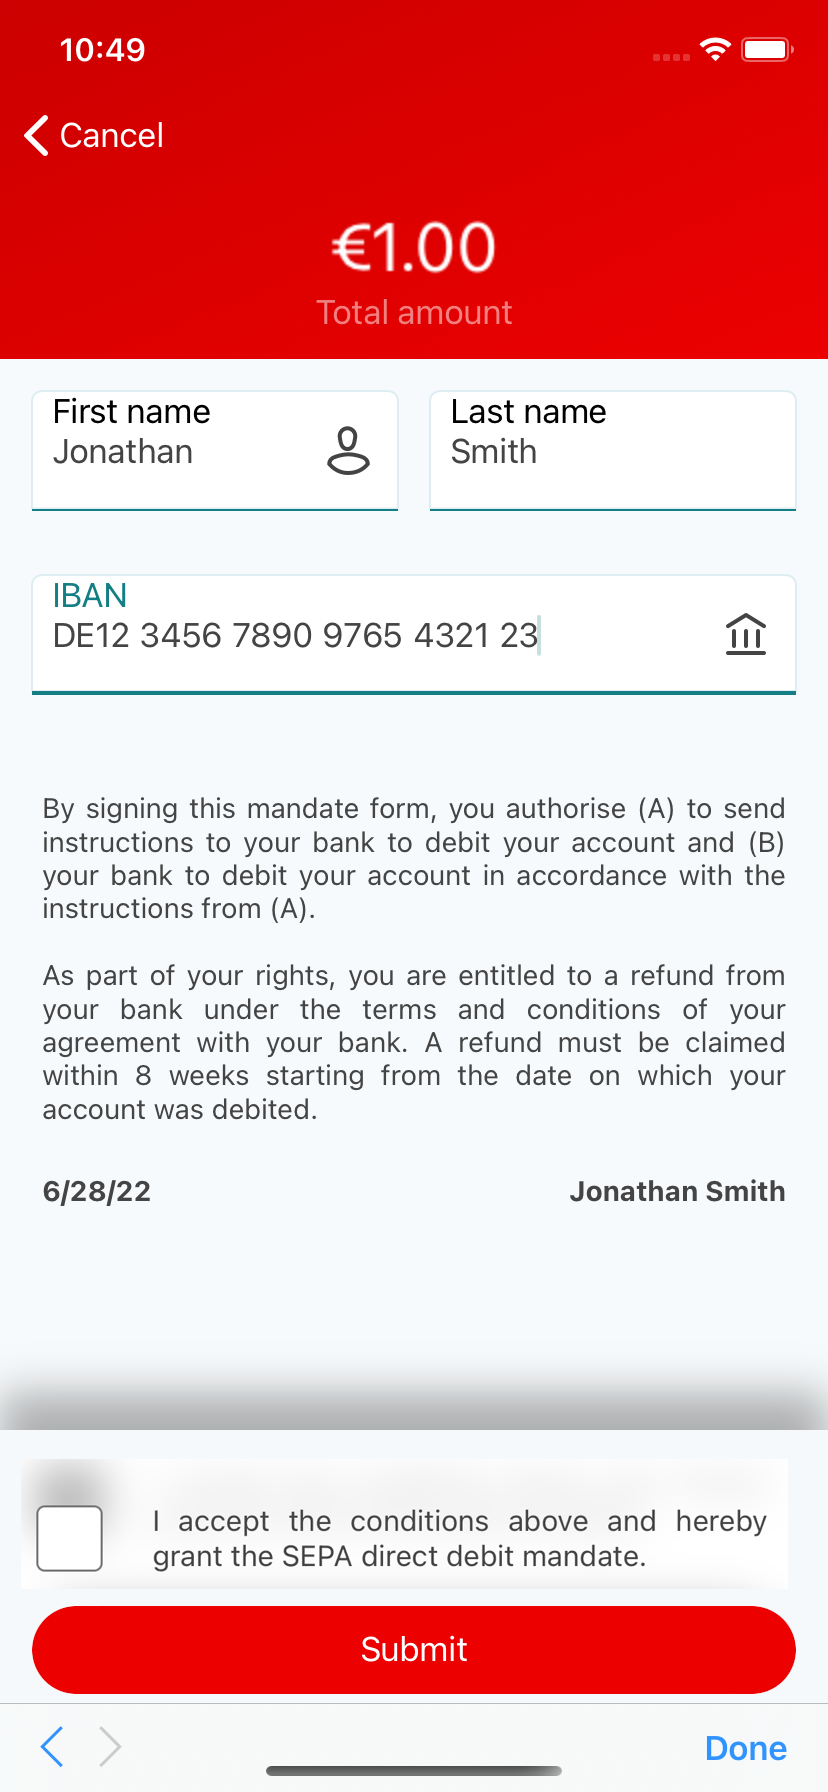 10:49
Cancel
€1.00
Total amount
First name
Jonathan
Last name
Smith
IBAN
DE12 3456 7890 9765 4321 23
By signing this mandate form, you authorise (A) to send
instructions to your bank to debit your account and (B)
your bank to debit your account in accordance with the
instructions from (A).
As part of your rights, you are entitled to a refund from
your bank under the terms and conditions of your
agreement with your bank. A refund must be claimed
within 8 weeks starting from the date on which your
account was debited.
6/28/22
Jonathan Smith
I accept the conditions above and hereby
grant the SEPA direct debit mandate.
Submit
Done